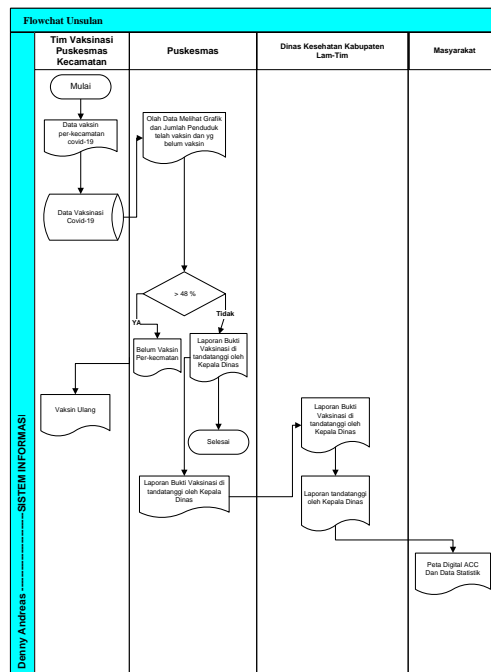 Flowchat Unsulan
Tim Vaksinasi
Puskesmas
Kecamatan
Puskesmas
Dinas Kesehatan Kabupaten
Lam-Tim
Masyarakat
Mulai
Data vaksin
per-kecamatan
covid-19
Olah Data Melihat Grafik
dan Jumlah Penduduk
telah vaksin dan yg
belum vaksin
Data Vaksinasi
Covid-19
> 48 %
YA
Tidak
Belum Vaksin
Per-kecmatan
Laporan Bukti
Vaksinasi di
tandatanggi oleh
Kepala Dinas
Vaksin Ulang
Selesai
Laporan Bukti
Vaksinasi di
tandatanggi oleh
Kepala Dinas
Laporan Bukti Vaksinasi di
tandatanggi oleh Kepala
Dinas
Laporan tandatanggi
oleh Kepala Dinas
Peta Digital ACC
Dan Data Statistik
Denny Andreas ----------------SISTEM INFORMASI